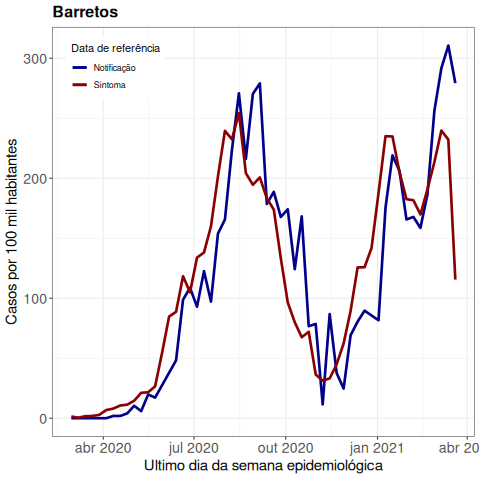 Barretos
Data de referência
Notificação
Sintoma
Casos por 100 mil habitantes
300
200
100
0
abr 2020
jul 2020
out 2020
jan 2021
abr 20
Ultimo dia da semana epidemiológica